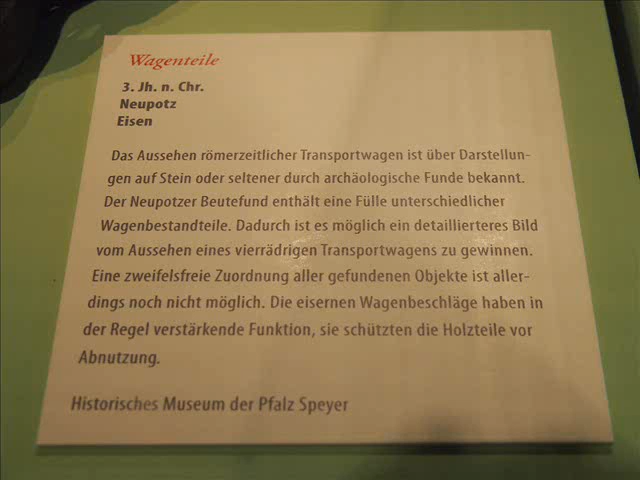 Wagenteile
3. Jh. n. Chr.
Neupotz
Eisen
Das Aussehen römerzeitlicher Transportwagen ist über Darstellun-
gen auf Stein oder seltener durch archäologische Funde bekannt.
Der Neupotzer Beutefund enthält eine Fülle unterschiedlicher
Wagenbestandteile. Dadurch ist es möglich ein detaillierteres Bild
vom Aussehen eines vierrädrigen Transportwagens zu gewinnen.
Eine zweifelsfreie Zuordnung aller gefundenen Objekte ist aller-
dings noch nicht möglich. Die eisernen Wagenbeschläge haben in
der Regel verstärkende Funktion, sie schützten die Holzteile vor
Abnutzung.
Historisches Museum der Pfalz Speyer